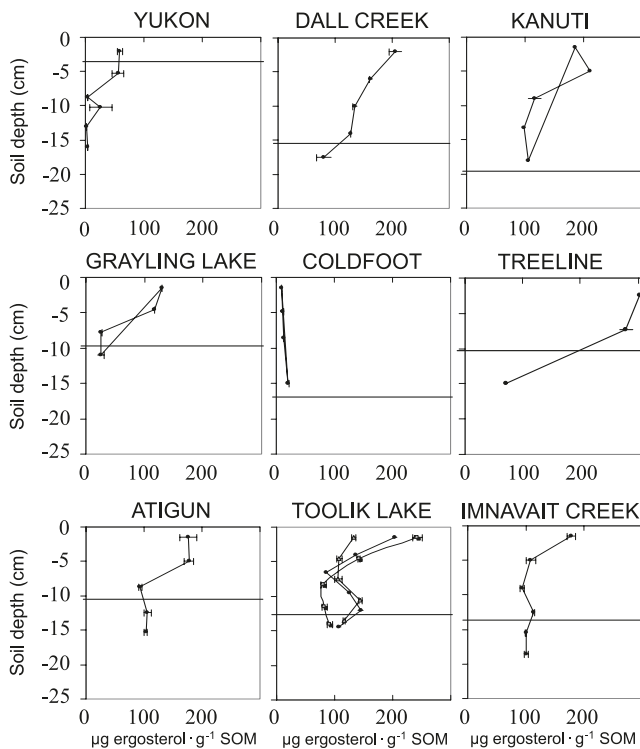 YUKON DALL CREEK KANUTI
0
-5
-10
-15
-20
-25
Soil depth (cm)
0 100 200 0 100 200 0 100 200
GRAYLING LAKE COLDFOOT TREELINE
0
-5
-10
-15
-20
-25
Soil depth (cm)
0 100 200 0 100 200 0 100 200
ATIGUN TOOLIK LAKE IMNAVAIT CREEK
0
-5
-10
-15
-20
-25
Soil depth (cm)
0 100 200 0 100 200 0 100 200
µg ergosterol · g⁻¹ SOM µg ergosterol · g⁻¹ SOM µg ergosterol · g⁻¹ SOM